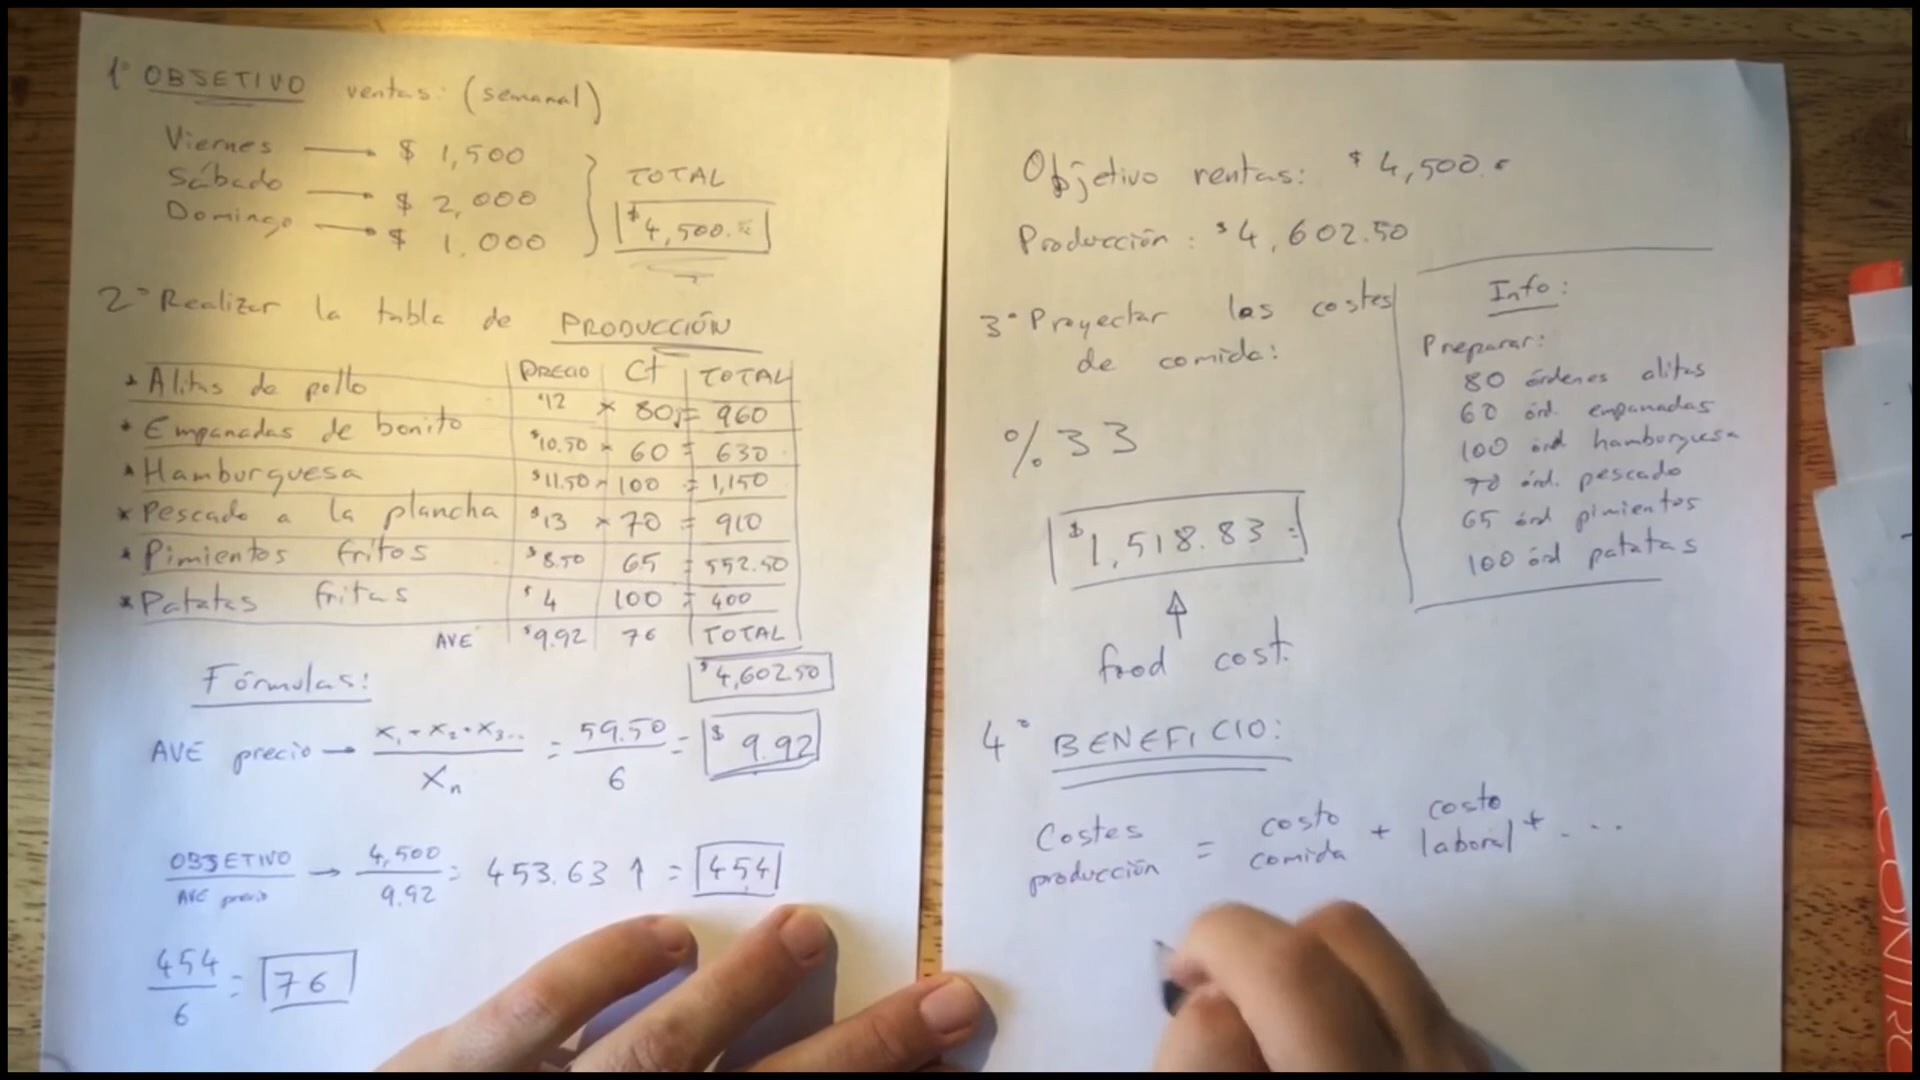 1° OBJETIVO ventas: (semanal)
Viernes → $ 1,500
Sábado → $ 2,000
Domingo → $ 1,000
TOTAL
$ 4,500.
2° Realizar la tabla de PRODUCCIÓN
PRECIO Ct TOTAL
* Alitas de pollo $12 × 80 = 960
* Empanadas de bonito $10.50 × 60 = 630
* Hamburguesa $11.50 × 100 = 1,150
* Pescado a la plancha $13 × 70 = 910
* Pimientos fritos $8.50 65 = 552.50
* Patatas fritas $4 100 = 400
AVE $9.92 76 TOTAL
$4,602.50
Fórmulas:
AVE precio → X₁ + X₂ + X₃... / Xn = 59.50 / 6 = $ 9.92
OBJETIVO / AVE precio → 4,500 / 9.92 = 453.63 ↑ = 454
454 / 6 = 76
Objetivo rentas: $ 4,500.
Producción: $4,602.50
3° Proyectar los costes
de comida:
% 33
$1,518.83 =
↑
food cost.
Info:
Preparar:
80 órdenes alitas
60 órd. empanadas
100 órd hamburguesa
70 órd. pescado
65 órd pimientos
100 órd patatas
4° BENEFICIO:
Costes producción = costo comida + costo laboral + ...
CONTR